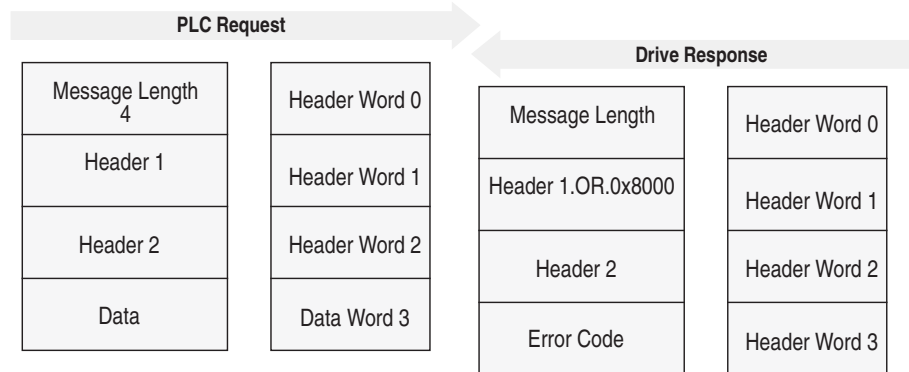 PLC Request
Drive Response
Message Length
4
Header Word 0
Header 1
Header Word 1
Header 2
Header Word 2
Data
Data Word 3
Message Length
Header Word 0
Header 1.OR.0x8000
Header Word 1
Header 2
Header Word 2
Error Code
Header Word 3